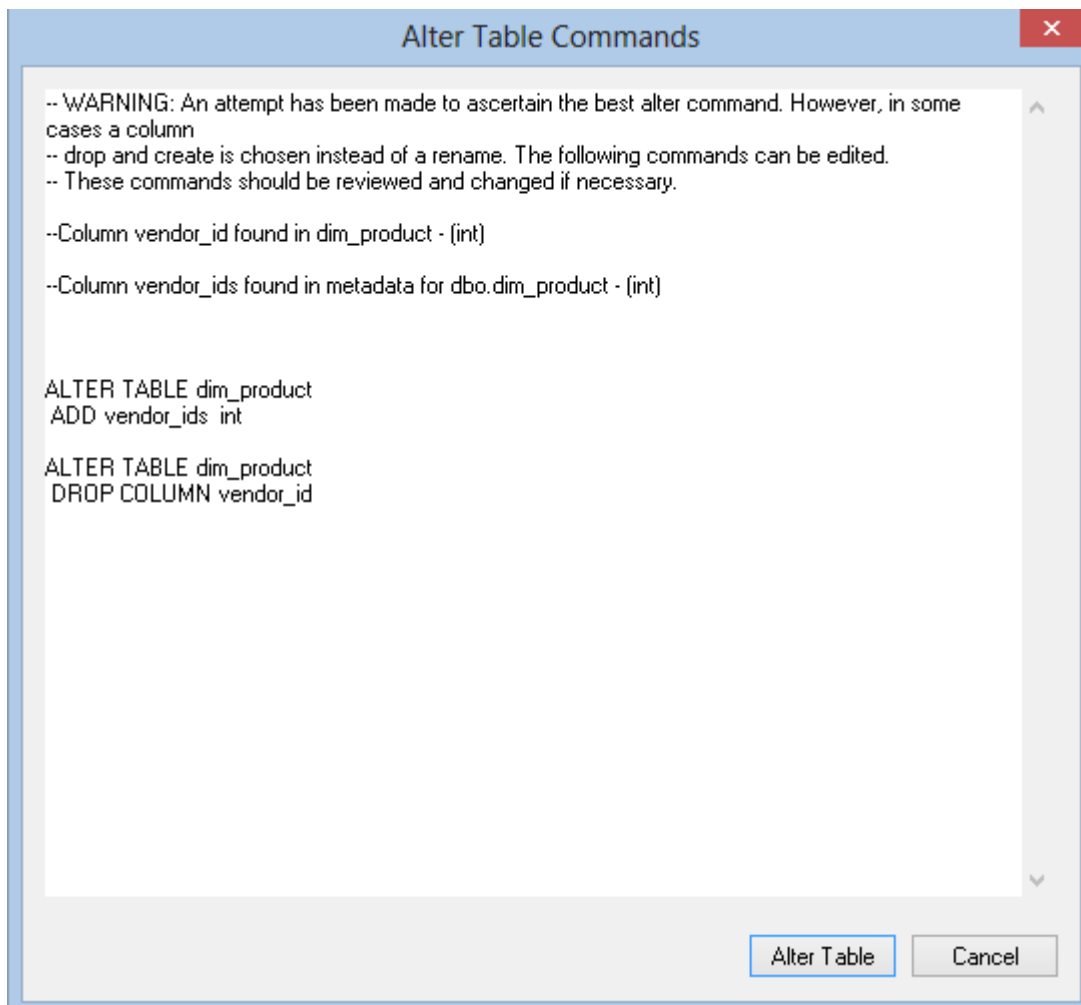 Alter Table Commands
-- WARNING: An attempt has been made to ascertain the best alter command. However, in some
cases a column
-- drop and create is chosen instead of a rename. The following commands can be edited.
-- These commands should be reviewed and changed if necessary.
--Column vendor_id found in dim_product - (int)
--Column vendor_ids found in metadata for dbo.dim_product - (int)
ALTER TABLE dim_product
ADD vendor_ids  int
ALTER TABLE dim_product
DROP COLUMN vendor_id
Alter Table
Cancel